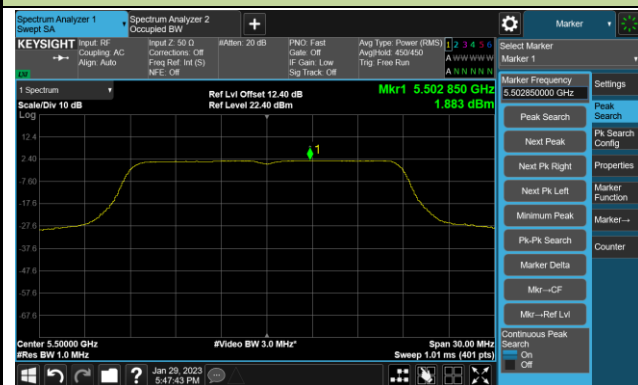 Spectrum Analyzer 1
Swept SA
Spectrum Analyzer 2
Occupied BW
+
Marker
KEYSIGHT
Input: RF
Coupling: AC
Align: Auto
Input Z: 50 Ω
Corrections: Off
Freq Ref: Int (S)
NFE: Off
#Atten: 20 dB
PNO: Fast
Gate: Off
IF Gain: Low
Sig Track: Off
Avg Type: Power (RMS)
Avg|Hold: 450/450
Trig: Free Run
1 2 3 4 5 6
A W W W W W
A N N N N N
Select Marker
Marker 1
1 Spectrum
Scale/Div 10 dB
Log
Ref Lvl Offset 12.40 dB
Ref Level 22.40 dBm
Mkr1 5.502 850 GHz
1.883 dBm
12.4
2.40
-7.60
-17.6
-27.6
-37.6
-47.6
-57.6
-67.6
1
Center 5.50000 GHz
#Res BW 1.0 MHz
#Video BW 3.0 MHz*
Span 30.00 MHz
Sweep 1.01 ms (401 pts)
Marker Frequency
5.502850000 GHz
Peak Search
Next Peak
Next Pk Right
Next Pk Left
Minimum Peak
Pk-Pk Search
Marker Delta
Mkr→CF
Mkr→Ref Lvl
Continuous Peak
Search
On
Off
Settings
Peak
Search
Pk Search
Config
Properties
Marker
Function
Marker→
Counter
?
Jan 29, 2023
5:47:43 PM